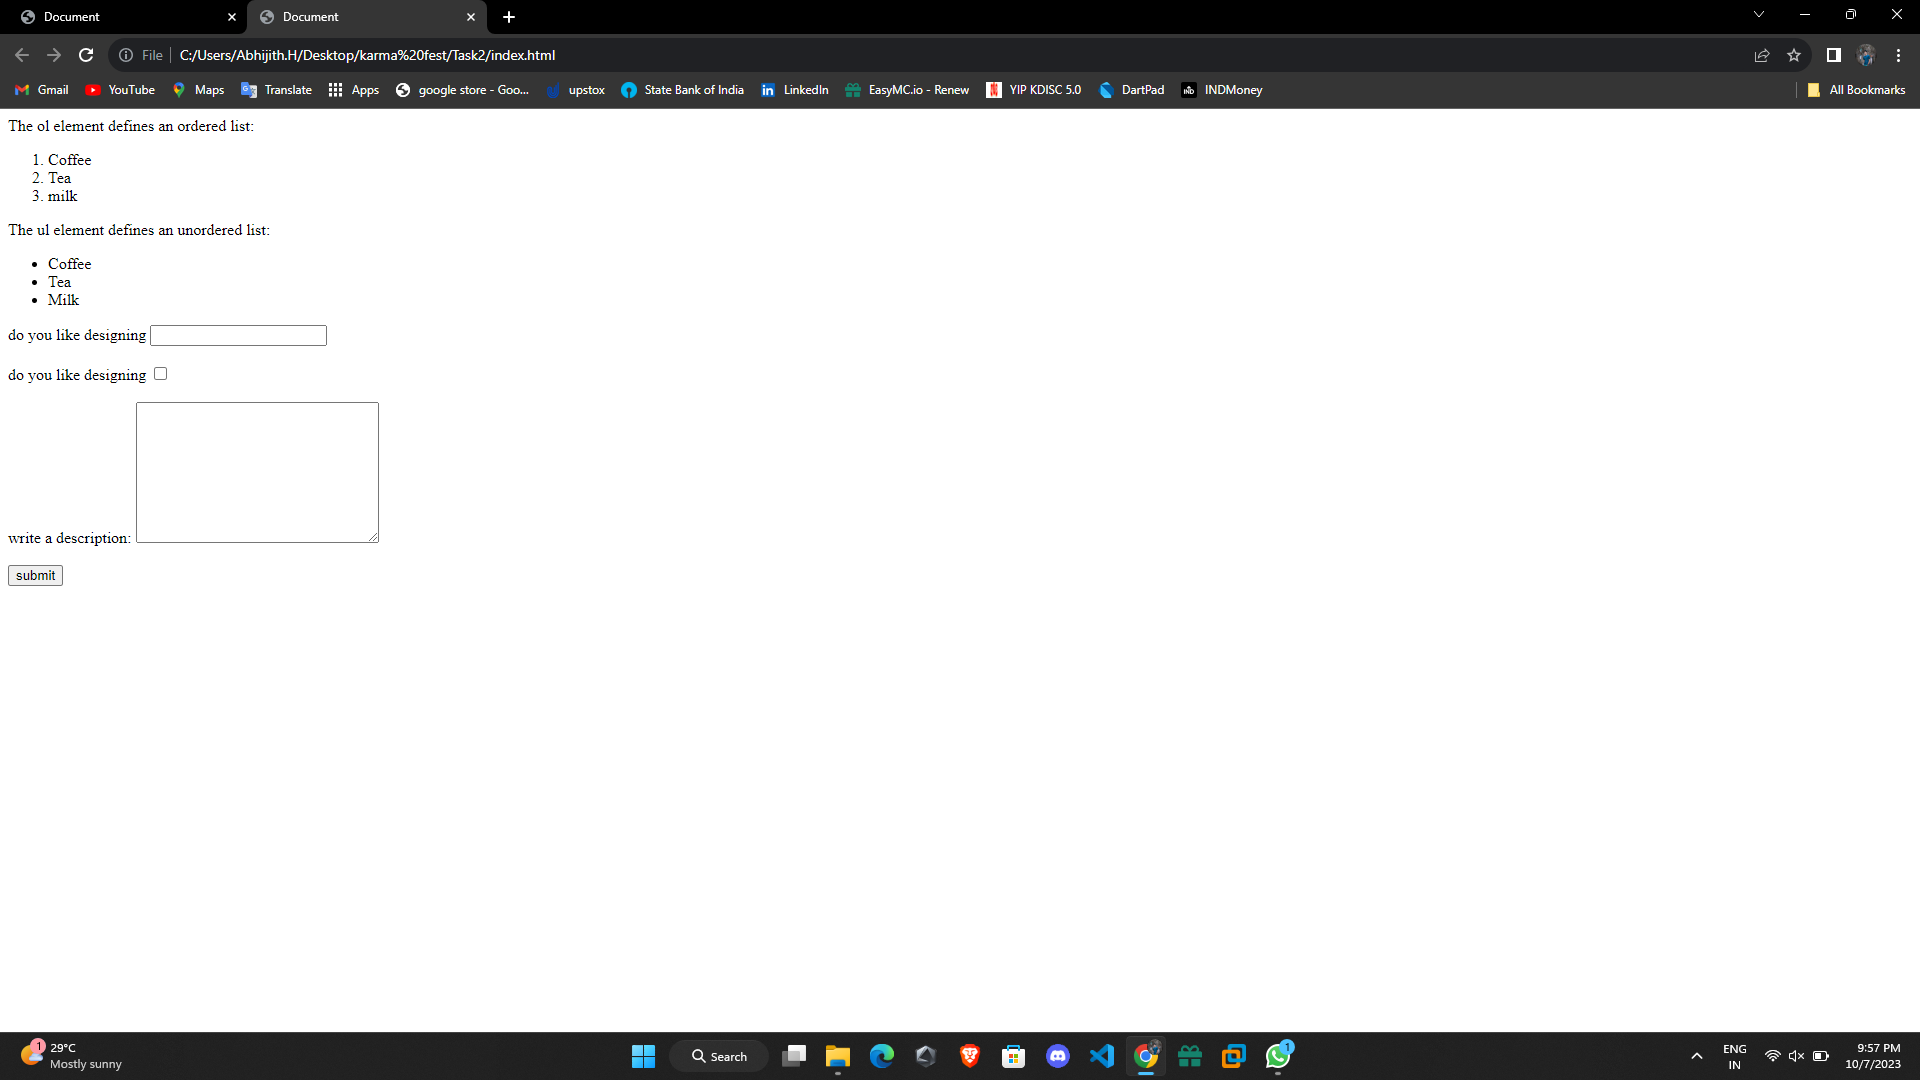 Document
Document
File
C:/Users/Abhijith.H/Desktop/karma%20fest/Task2/index.html
Gmail YouTube Maps Translate Apps google store - Goo... upstox State Bank of India LinkedIn EasyMC.io - Renew YIP KDISC 5.0 DartPad INDMoney All Bookmarks
The ol element defines an ordered list:
1. Coffee
2. Tea
3. milk
The ul element defines an unordered list:
• Coffee
• Tea
• Milk
do you like designing
do you like designing
write a description:
submit
1
29°C
Mostly sunny
Search
1
ENG
IN
9:57 PM
10/7/2023